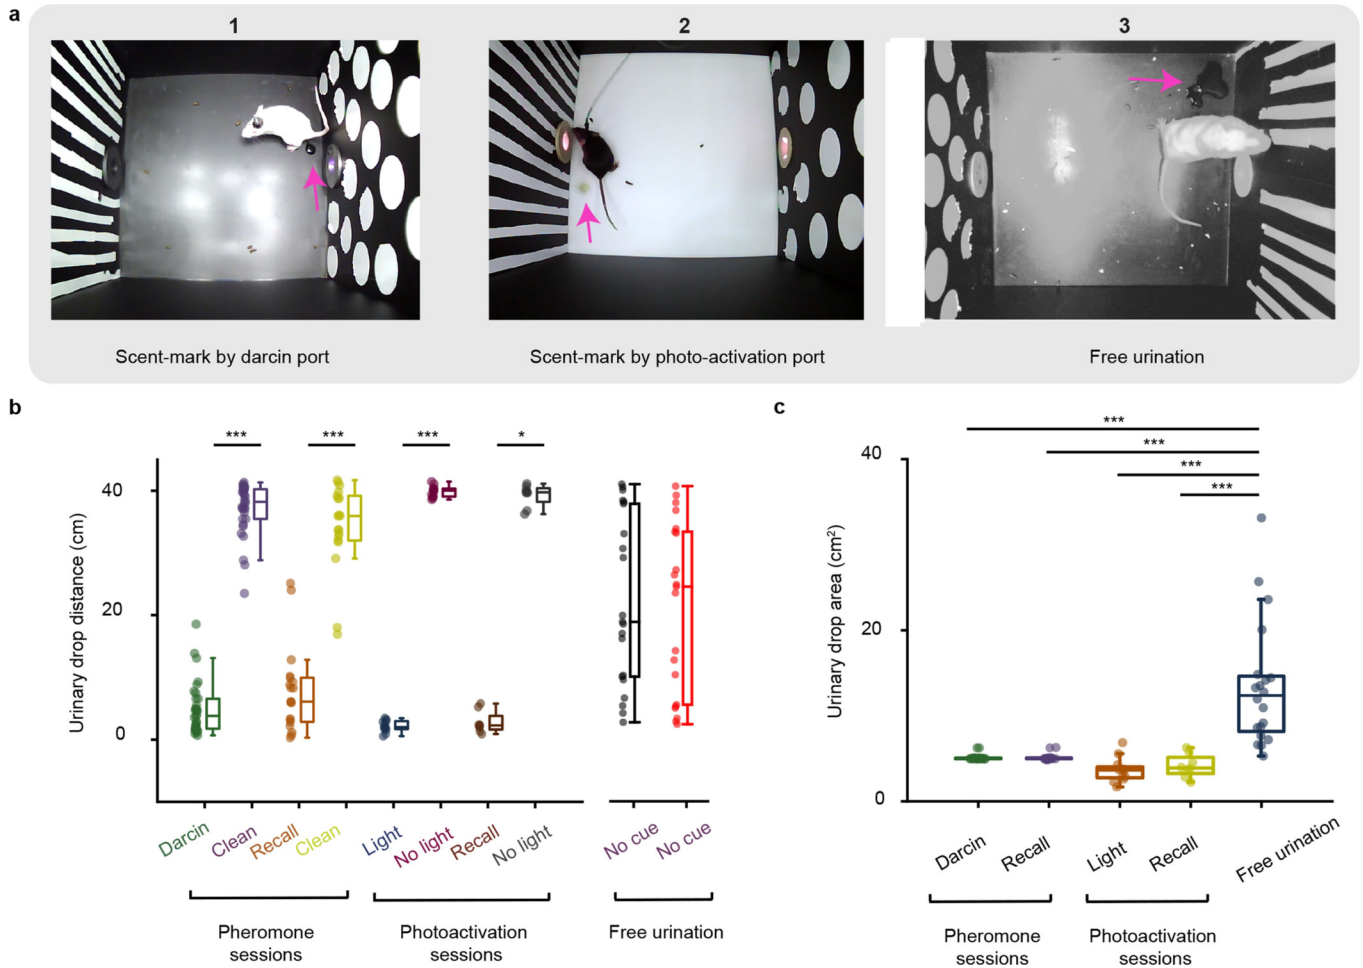 a
1
2
3
Scent-mark by darcin port
Scent-mark by photo-activation port
Free urination
b
***
***
***
*
Urinary drop distance (cm)
40
20
0
Darcin
Clean
Recall
Clean
Light
No light
Recall
No light
No cue
No cue
Pheromone
sessions
Photoactivation
sessions
Free urination
c
***
***
***
***
Urinary drop area (cm²)
40
20
0
Darcin
Recall
Light
Recall
Free urination
Pheromone
sessions
Photoactivation
sessions